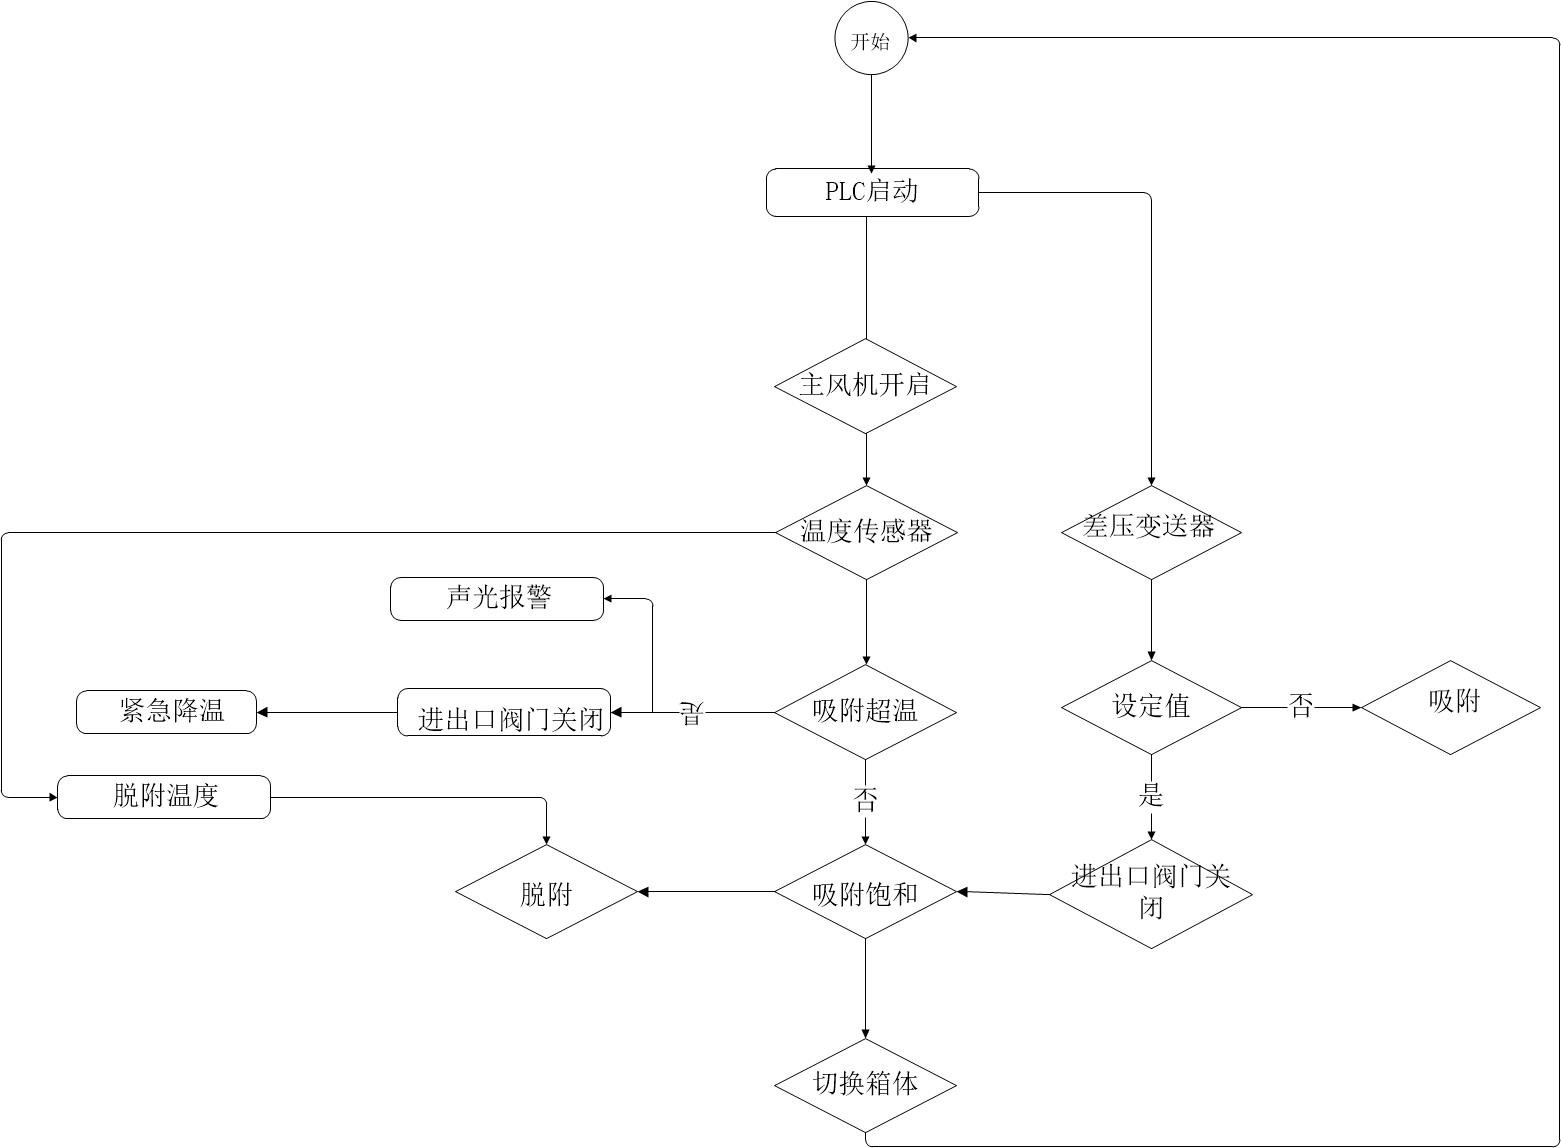 开始
PLC启动
主风机开启
温度传感器
差压变送器
声光报警
吸附超温
设定值
否
吸附
是
进出口阀门关闭
紧急降温
脱附温度
否
是
脱附
吸附饱和
进出口阀门关
闭
切换箱体